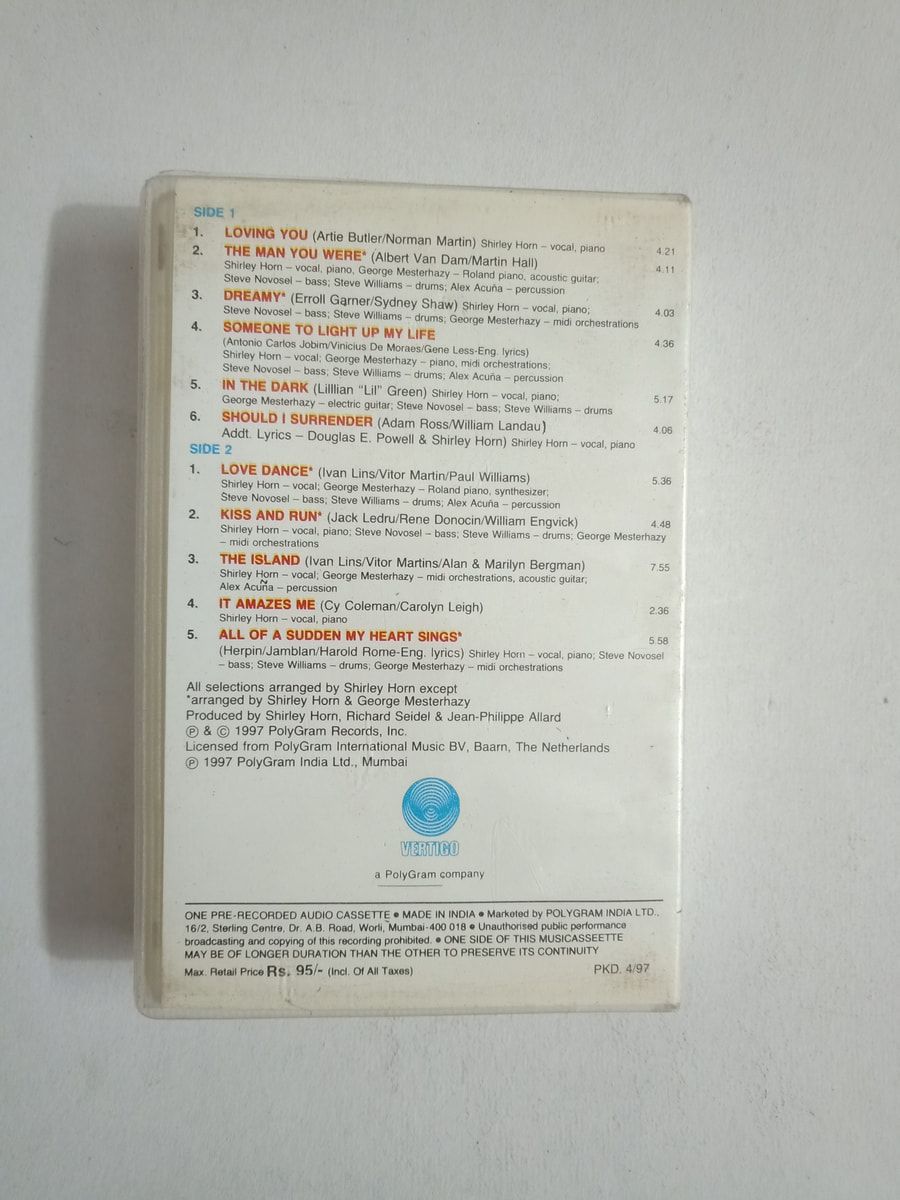 SIDE 1
1. LOVING YOU (Artie Butler/Norman Martin) Shirley Horn – vocal, piano 4.21
2. THE MAN YOU WERE* (Albert Van Dam/Martin Hall) 4.11
Shirley Horn – vocal, piano, George Mesterhazy – Roland piano, acoustic guitar;
Steve Novosel – bass; Steve Williams – drums; Alex Acuña – percussion
3. DREAMY* (Erroll Garner/Sydney Shaw) Shirley Horn – vocal, piano; 4.03
Steve Novosel – bass; Steve Williams – drums; George Mesterhazy – midi orchestrations
4. SOMEONE TO LIGHT UP MY LIFE 4.36
(Antonio Carlos Jobim/Vinicius De Moraes/Gene Less-Eng. lyrics)
Shirley Horn – vocal; George Mesterhazy – piano, midi orchestrations;
Steve Novosel – bass; Steve Williams – drums; Alex Acuña – percussion
5. IN THE DARK (Lilllian "Lil" Green) Shirley Horn – vocal, piano; 5.17
George Mesterhazy – electric guitar; Steve Novosel – bass; Steve Williams – drums
6. SHOULD I SURRENDER (Adam Ross/William Landau) 4.06
Addt. Lyrics – Douglas E. Powell & Shirley Horn) Shirley Horn – vocal, piano
SIDE 2
1. LOVE DANCE* (Ivan Lins/Vitor Martin/Paul Williams) 5.36
Shirley Horn – vocal; George Mesterhazy – Roland piano, synthesizer;
Steve Novosel – bass; Steve Williams – drums; Alex Acuña – percussion
2. KISS AND RUN* (Jack Ledru/Rene Donocin/William Engvick) 4.48
Shirley Horn – vocal, piano; Steve Novosel – bass; Steve Williams – drums; George Mesterhazy
– midi orchestrations
3. THE ISLAND (Ivan Lins/Vitor Martins/Alan & Marilyn Bergman) 7.55
Shirley Horn – vocal; George Mesterhazy – midi orchestrations, acoustic guitar;
Alex Acuña – percussion
4. IT AMAZES ME (Cy Coleman/Carolyn Leigh) 2.36
Shirley Horn – vocal, piano
5. ALL OF A SUDDEN MY HEART SINGS* 5.58
(Herpin/Jamblan/Harold Rome-Eng. lyrics) Shirley Horn – vocal, piano; Steve Novosel
– bass; Steve Williams – drums; George Mesterhazy – midi orchestrations
All selections arranged by Shirley Horn except
*arranged by Shirley Horn & George Mesterhazy
Produced by Shirley Horn, Richard Seidel & Jean-Philippe Allard
℗ & © 1997 PolyGram Records, Inc.
Licensed from PolyGram International Music BV, Baarn, The Netherlands
℗ 1997 PolyGram India Ltd., Mumbai
VERTIGO
a PolyGram company
ONE PRE-RECORDED AUDIO CASSETTE ● MADE IN INDIA ● Marketed by POLYGRAM INDIA LTD.,
16/2, Sterling Centre, Dr. A.B. Road, Worli, Mumbai-400 018 ● Unauthorised public performance
broadcasting and copying of this recording prohibited. ● ONE SIDE OF THIS MUSICASSEETTE
MAY BE OF LONGER DURATION THAN THE OTHER TO PRESERVE ITS CONTINUITY
Max. Retail Price Rs. 95/- (Incl. Of All Taxes) PKD. 4/97